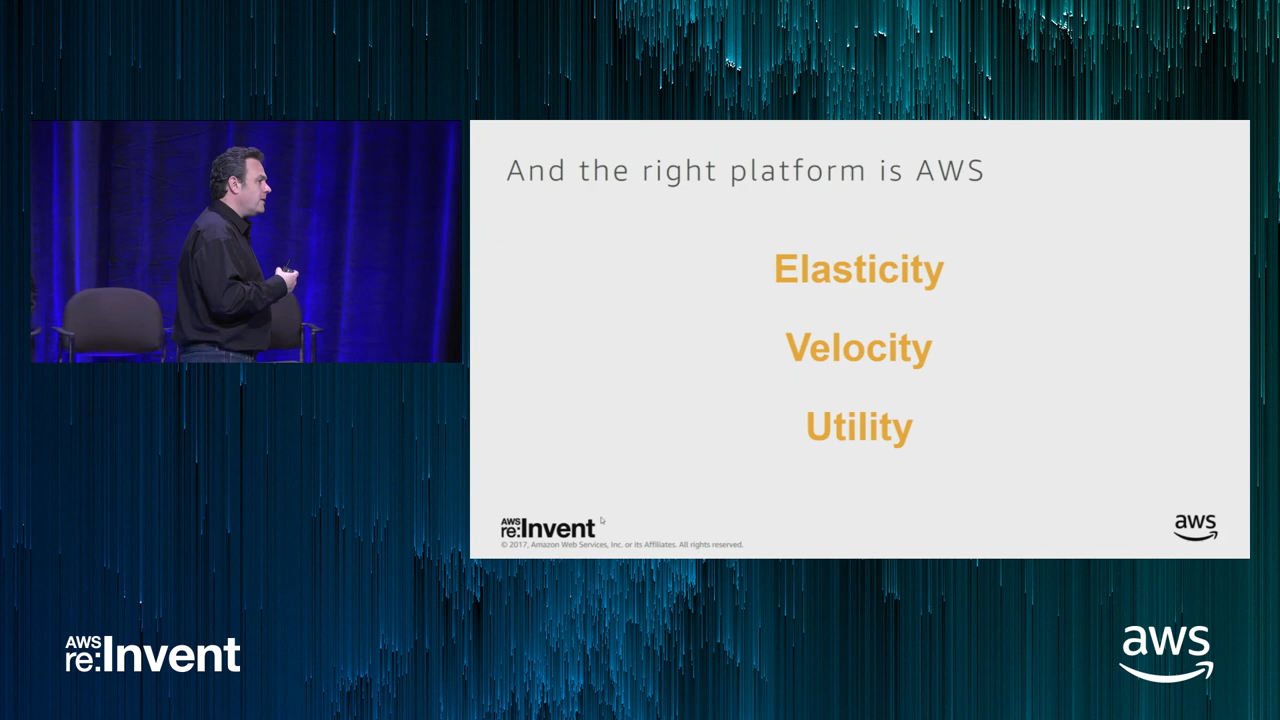 And the right platform is AWS
Elasticity
Velocity
Utility
AWS
re:Invent
© 2017, Amazon Web Services, Inc. or its Affiliates. All rights reserved.
aws
AWS
re:Invent
aws